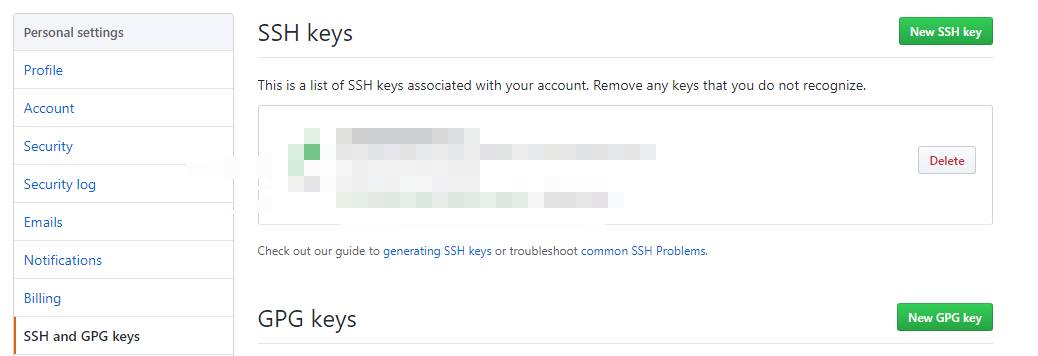 Personal settings
Profile
Account
Security
Security log
Emails
Notifications
Billing
SSH and GPG keys
SSH keys
New SSH key
This is a list of SSH keys associated with your account. Remove any keys that you do not recognize.
Delete
Check out our guide to generating SSH keys or troubleshoot common SSH Problems.
GPG keys
New GPG key